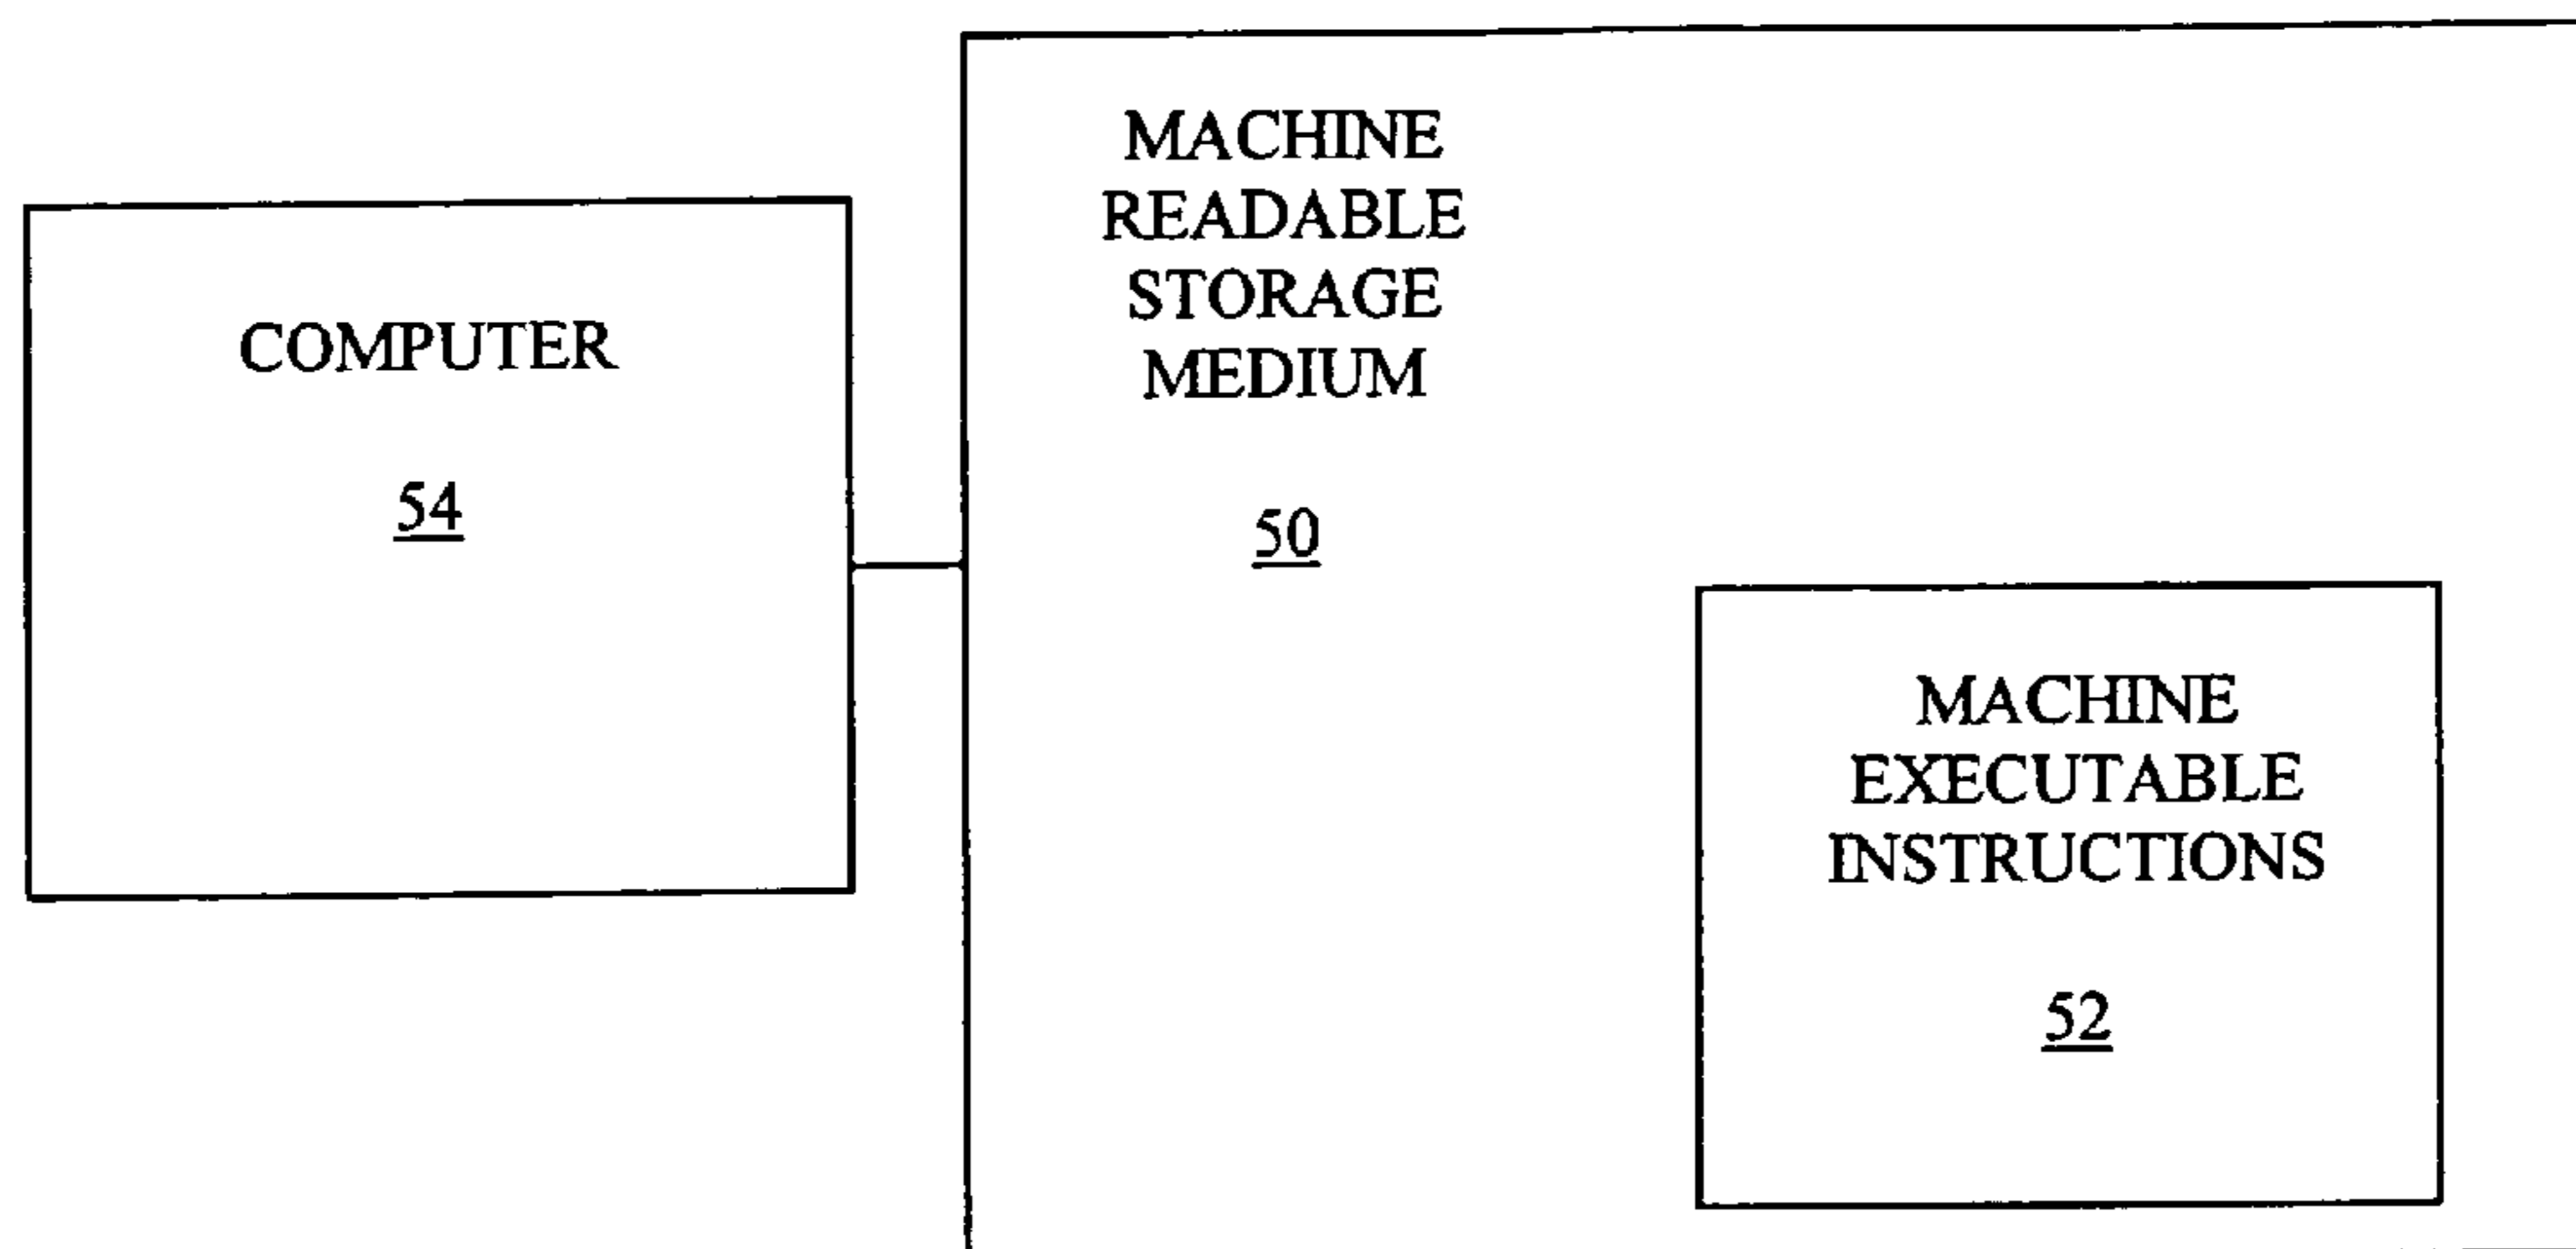 COMPUTER
54
MACHINE
READABLE
STORAGE
MEDIUM
50
MACHINE
EXECUTABLE
INSTRUCTIONS
52